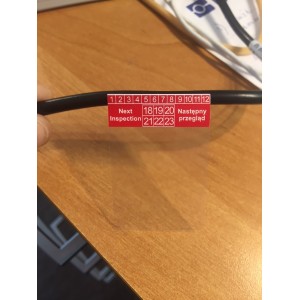 1 2 3 4 5 6 7 8 9 10 11 12
Next 18 19 20 Następny
Inspection 21 22 23 przegląd